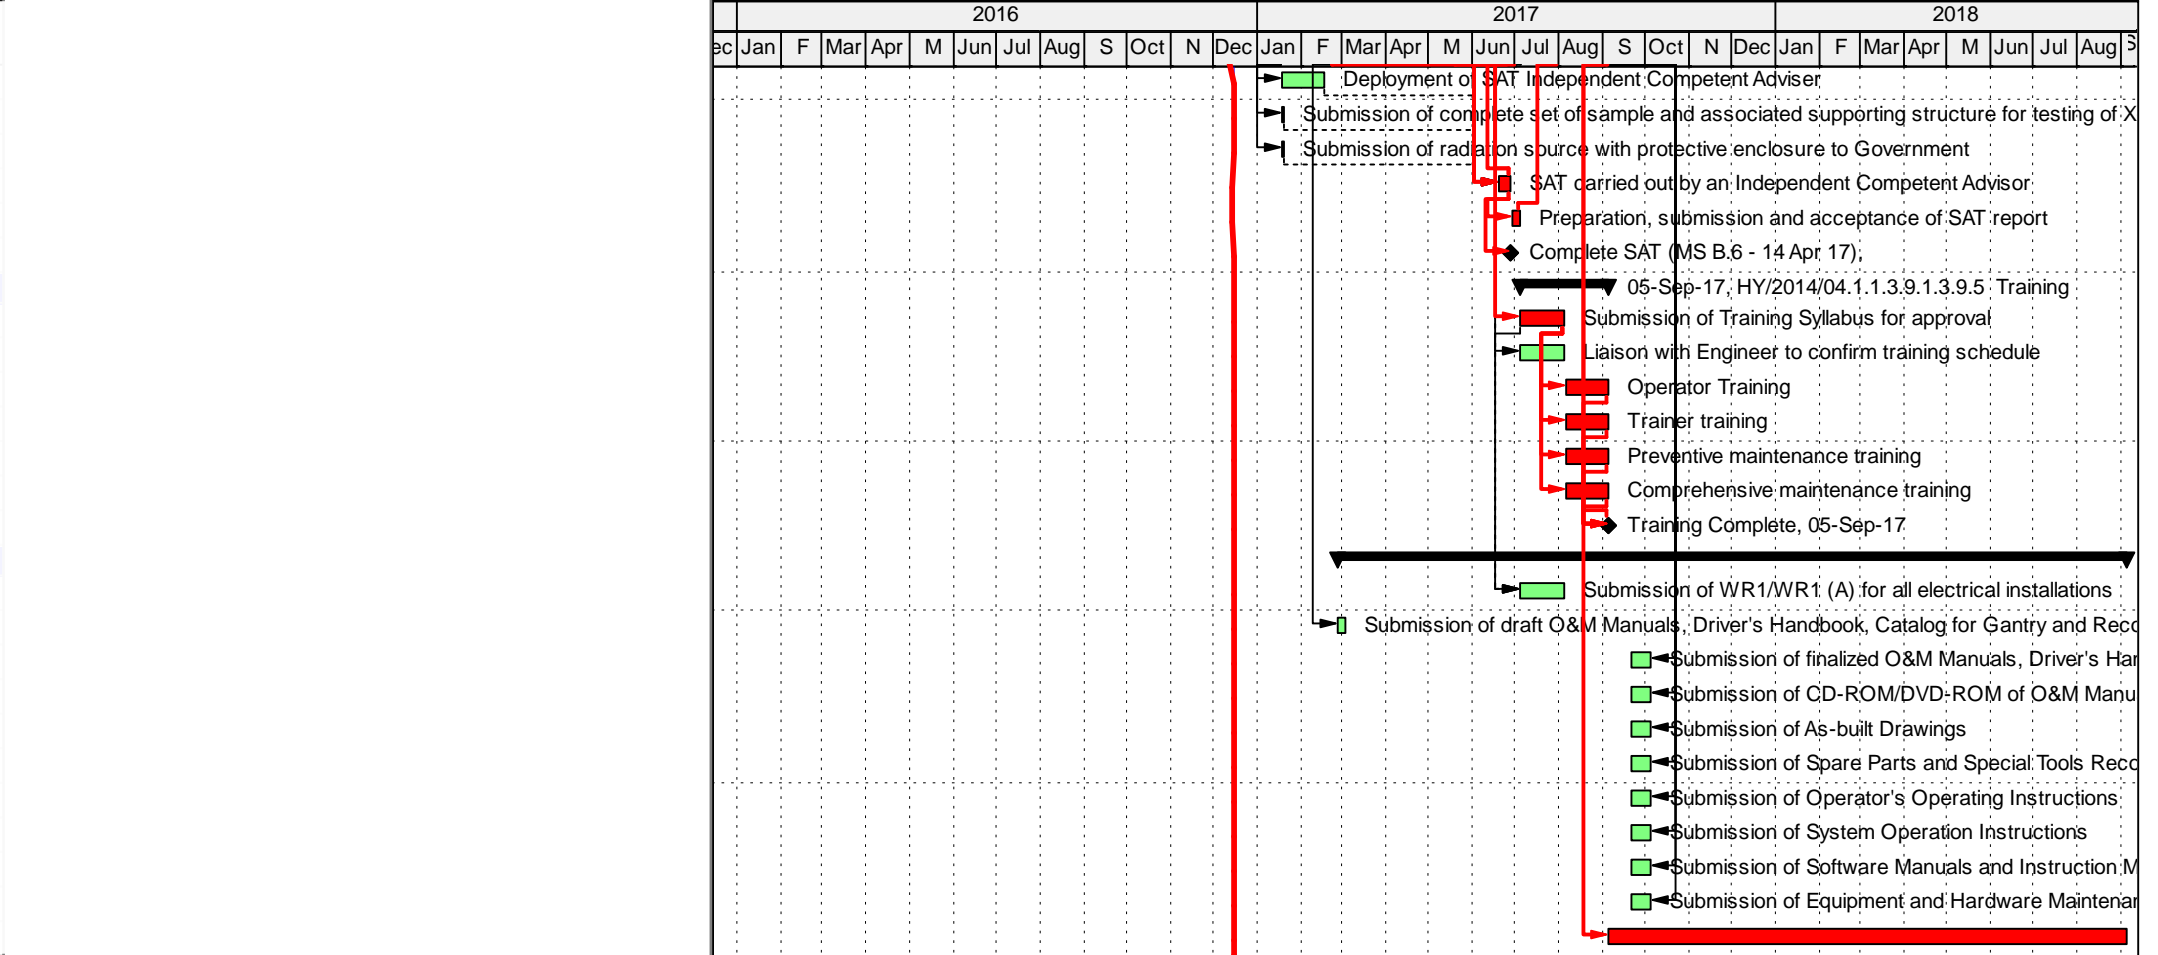 2016 2017 2018
ec Jan F Mar Apr M Jun Jul Aug S Oct N Dec Jan F Mar Apr M Jun Jul Aug S Oct N Dec Jan F Mar Apr M Jun Jul Aug S
Deployment of SAT Independent Competent Adviser
Submission of complete set of sample and associated supporting structure for testing of X
Submission of radiation source with protective enclosure to Government
SAT carried out by an Independent Competent Advisor
Preparation, submission and acceptance of SAT report
Complete SAT (MS B.6 - 14 Apr 17),
05-Sep-17, HY/2014/04.1.1.3.9.1.3.9.5 Training
Submission of Training Syllabus for approval
Liaison with Engineer to confirm training schedule
Operator Training
Trainer training
Preventive maintenance training
Comprehensive maintenance training
Training Complete, 05-Sep-17
Submission of WR1/WR1 (A) for all electrical installations
Submission of draft O&M Manuals, Driver's Handbook, Catalog for Gantry and Reco
Submission of finalized O&M Manuals, Driver's Han
Submission of CD-ROM/DVD-ROM of O&M Manu
Submission of As-built Drawings
Submission of Spare Parts and Special Tools Reco
Submission of Operator's Operating Instructions
Submission of System Operation Instructions
Submission of Software Manuals and Instruction M
Submission of Equipment and Hardware Maintenan